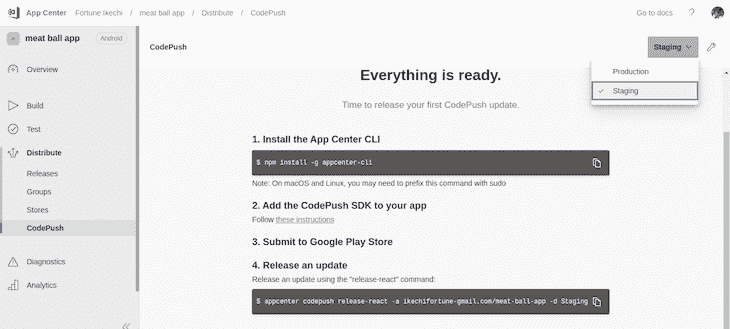 App Center Fortune Ikechi / meat ball app / Distribute / CodePush Go to docs ?
meat ball app Android
Overview
Build
Test
Distribute
Releases
Groups
Stores
CodePush
Diagnostics
Analytics
CodePush Staging
Production
Staging
Everything is ready.
Time to release your first CodePush update.
1. Install the App Center CLI
$ npm install -g appcenter-cli
Note: On macOS and Linux, you may need to prefix this command with sudo
2. Add the CodePush SDK to your app
Follow these instructions
3. Submit to Google Play Store
4. Release an update
Release an update using the "release-react" command:
$ appcenter codepush release-react -a ikechifortune-gmail.com/meat-ball-app -d Staging